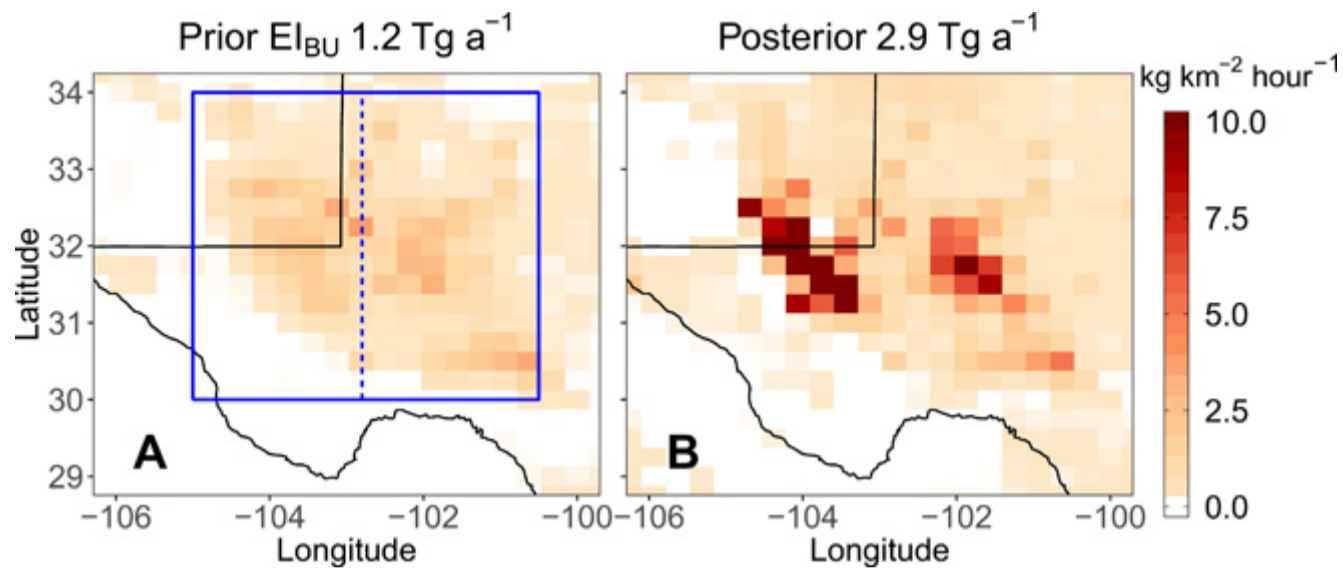 Prior EI_BU 1.2 Tg a⁻¹
Posterior 2.9 Tg a⁻¹
kg km⁻² hour⁻¹
34
33
32
31
30
29
Latitude
A
B
−106
−104
−102
−100
Longitude
−106
−104
−102
−100
Longitude
10.0
7.5
5.0
2.5
0.0